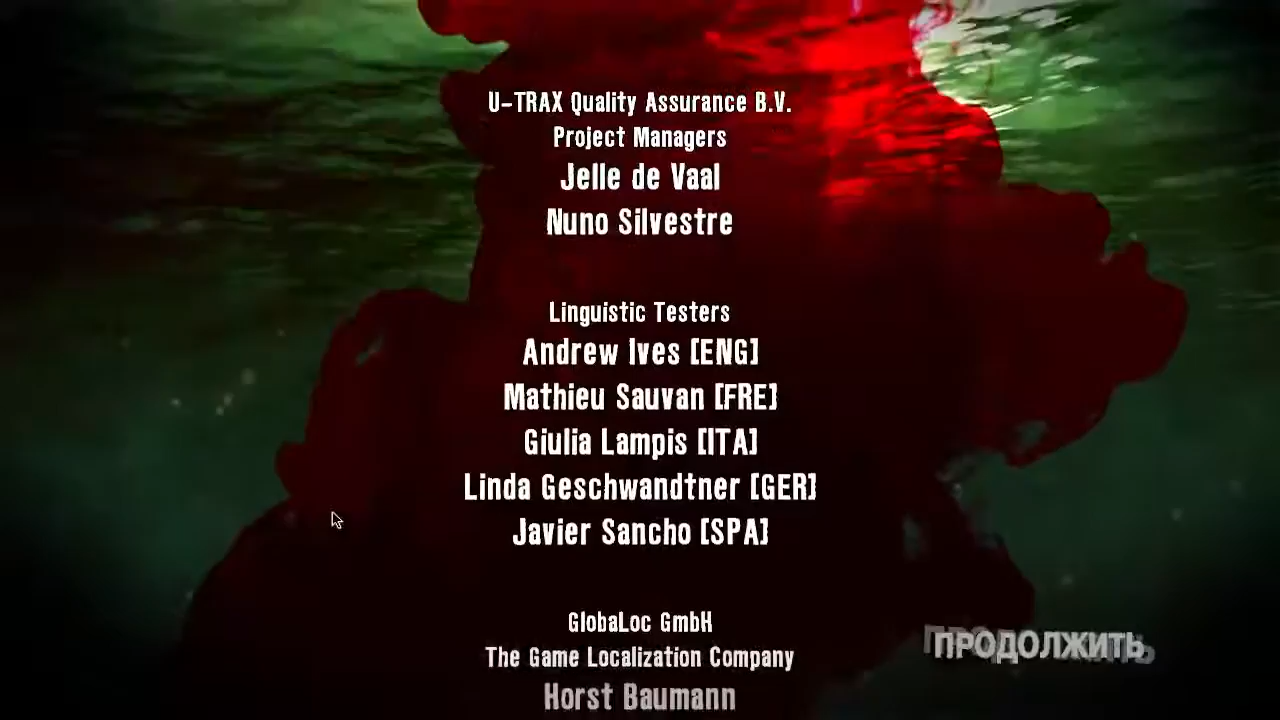 U-TRAX Quality Assurance B.V.
Project Managers
Jelle de Vaal
Nuno Silvestre
Linguistic Testers
Andrew Ives [ENG]
Mathieu Sauvan [FRE]
Giulia Lampis [ITA]
Linda Geschwandtner [GER]
Javier Sancho [SPA]
GlobaLoc GmbH
The Game Localization Company
Horst Baumann
ПРОДОЛЖИТЬ